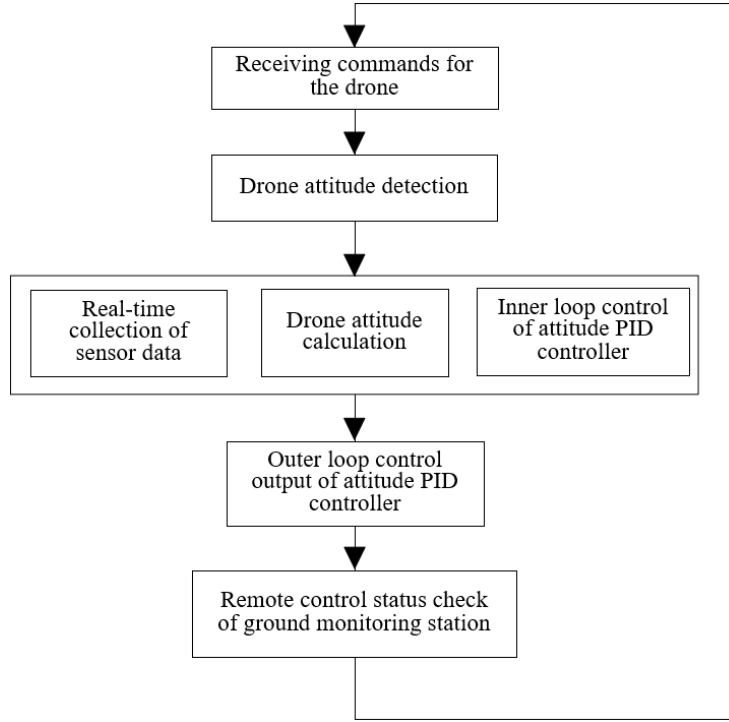 Receiving commands for
the drone
Drone attitude detection
Real-time
collection of
sensor data
Drone attitude
calculation
Inner loop control
of attitude PID
controller
Outer loop control
output of attitude PID
controller
Remote control status check
of ground monitoring station